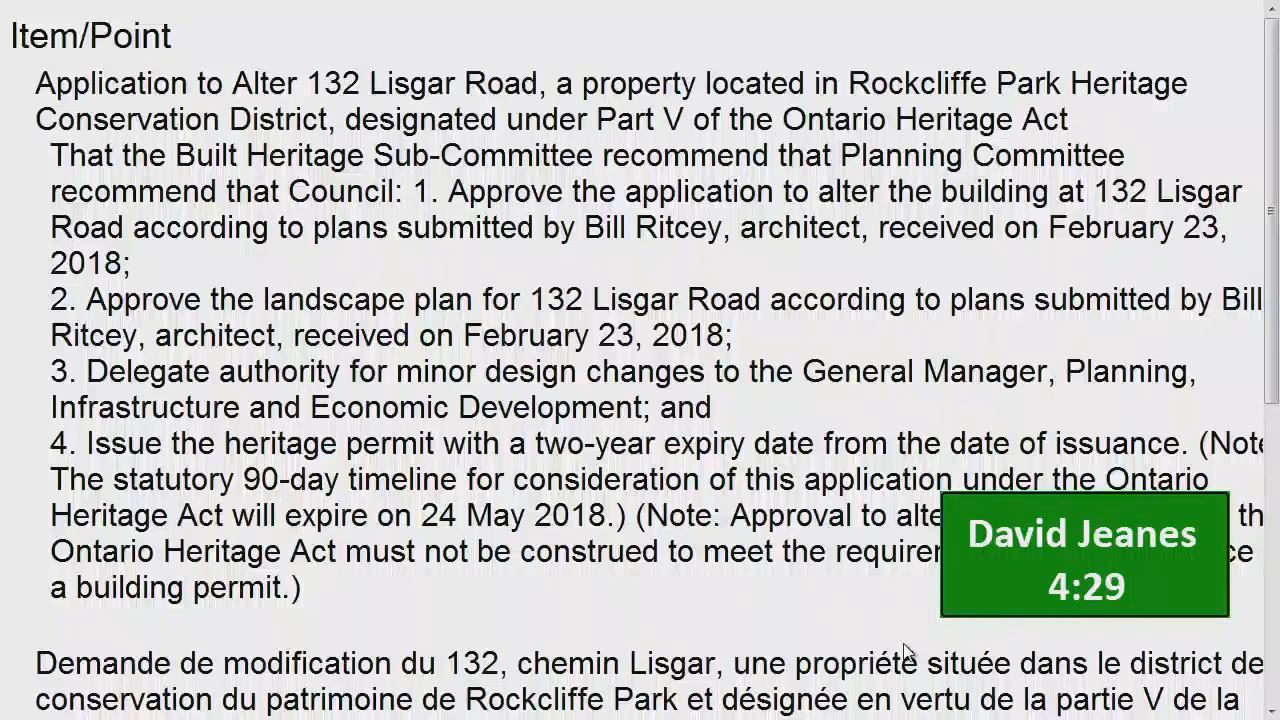 Item/Point
Application to Alter 132 Lisgar Road, a property located in Rockcliffe Park Heritage
Conservation District, designated under Part V of the Ontario Heritage Act
That the Built Heritage Sub-Committee recommend that Planning Committee
recommend that Council: 1. Approve the application to alter the building at 132 Lisgar
Road according to plans submitted by Bill Ritcey, architect, received on February 23,
2018;
2. Approve the landscape plan for 132 Lisgar Road according to plans submitted by Bill
Ritcey, architect, received on February 23, 2018;
3. Delegate authority for minor design changes to the General Manager, Planning,
Infrastructure and Economic Development; and
4. Issue the heritage permit with a two-year expiry date from the date of issuance. (Note
The statutory 90-day timeline for consideration of this application under the Ontario
Heritage Act will expire on 24 May 2018.) (Note: Approval to alte th
Ontario Heritage Act must not be construed to meet the requirem ce
a building permit.)
David Jeanes
4:29
Demande de modification du 132, chemin Lisgar, une propriété située dans le district de
conservation du patrimoine de Rockcliffe Park et désignée en vertu de la partie V de la